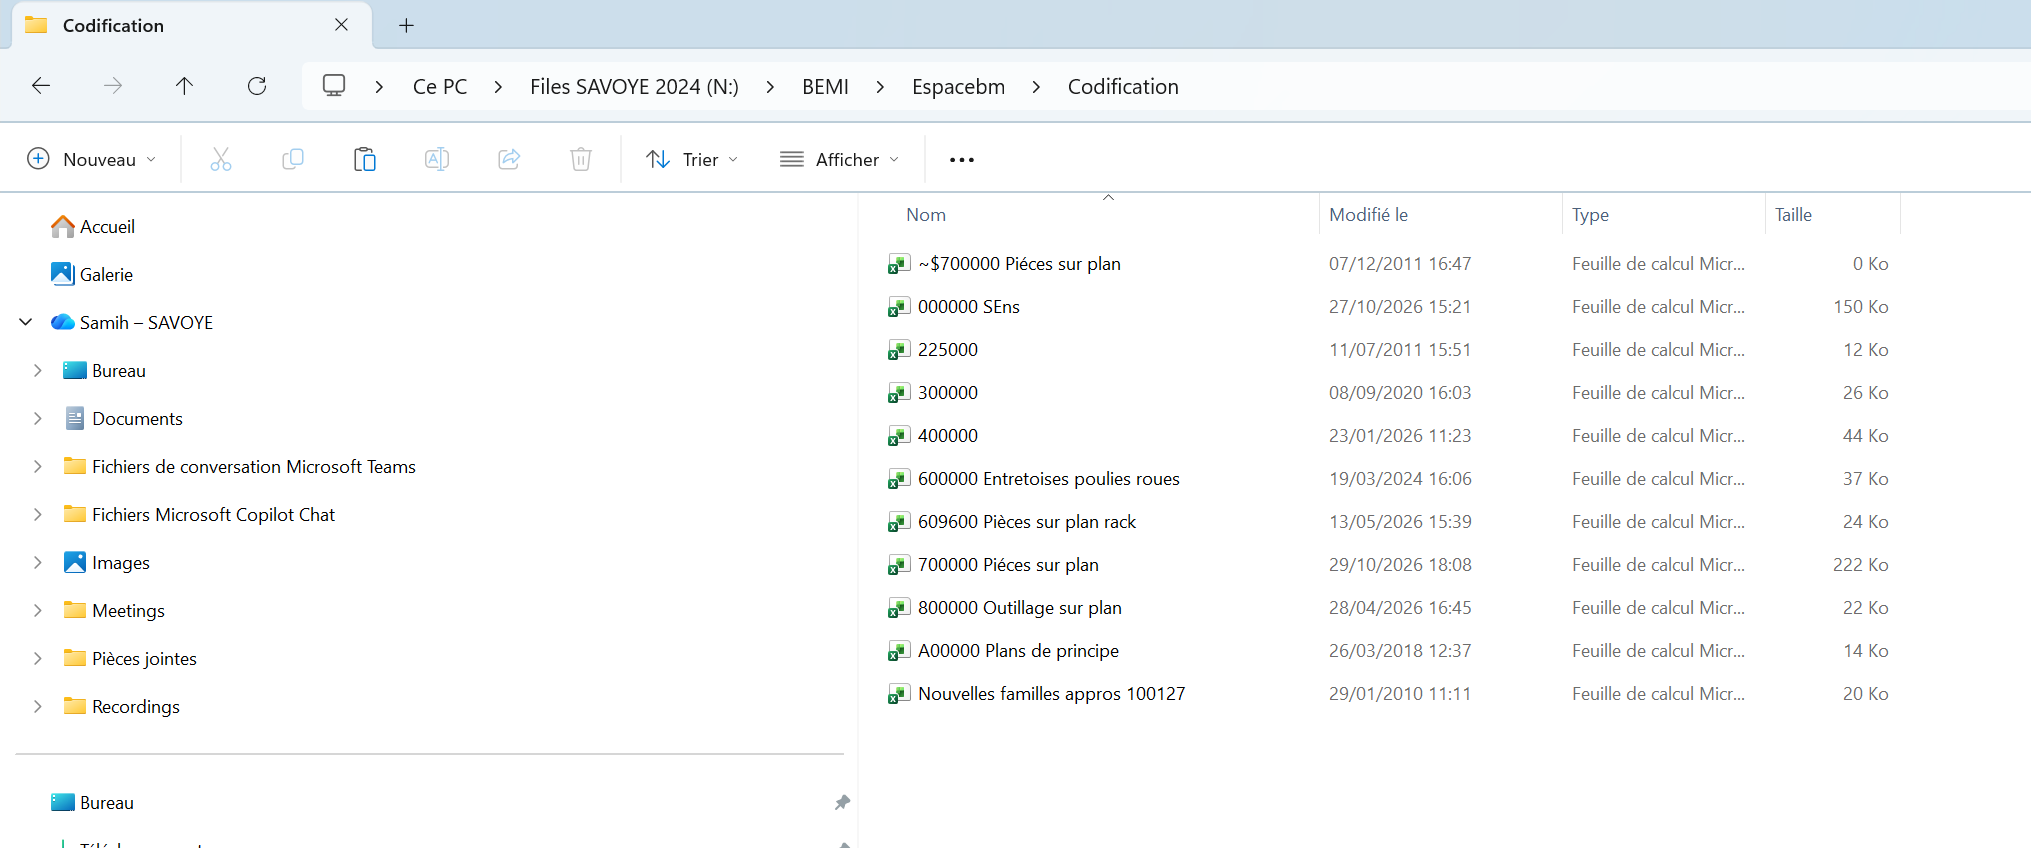 Codification
Ce PC > Files SAVOYE 2024 (N:) > BEMI > Espacebm > Codification
Nouveau
Trier
Afficher
Accueil
Galerie
Samih – SAVOYE
Bureau
Documents
Fichiers de conversation Microsoft Teams
Fichiers Microsoft Copilot Chat
Images
Meetings
Pièces jointes
Recordings
Bureau
Nom Modifié le Type Taille
~$700000 Piéces sur plan 07/12/2011 16:47 Feuille de calcul Micr... 0 Ko
000000 SEns 27/10/2026 15:21 Feuille de calcul Micr... 150 Ko
225000 11/07/2011 15:51 Feuille de calcul Micr... 12 Ko
300000 08/09/2020 16:03 Feuille de calcul Micr... 26 Ko
400000 23/01/2026 11:23 Feuille de calcul Micr... 44 Ko
600000 Entretoises poulies roues 19/03/2024 16:06 Feuille de calcul Micr... 37 Ko
609600 Pièces sur plan rack 13/05/2026 15:39 Feuille de calcul Micr... 24 Ko
700000 Piéces sur plan 29/10/2026 18:08 Feuille de calcul Micr... 222 Ko
800000 Outillage sur plan 28/04/2026 16:45 Feuille de calcul Micr... 22 Ko
A00000 Plans de principe 26/03/2018 12:37 Feuille de calcul Micr... 14 Ko
Nouvelles familles appros 100127 29/01/2010 11:11 Feuille de calcul Micr... 20 Ko